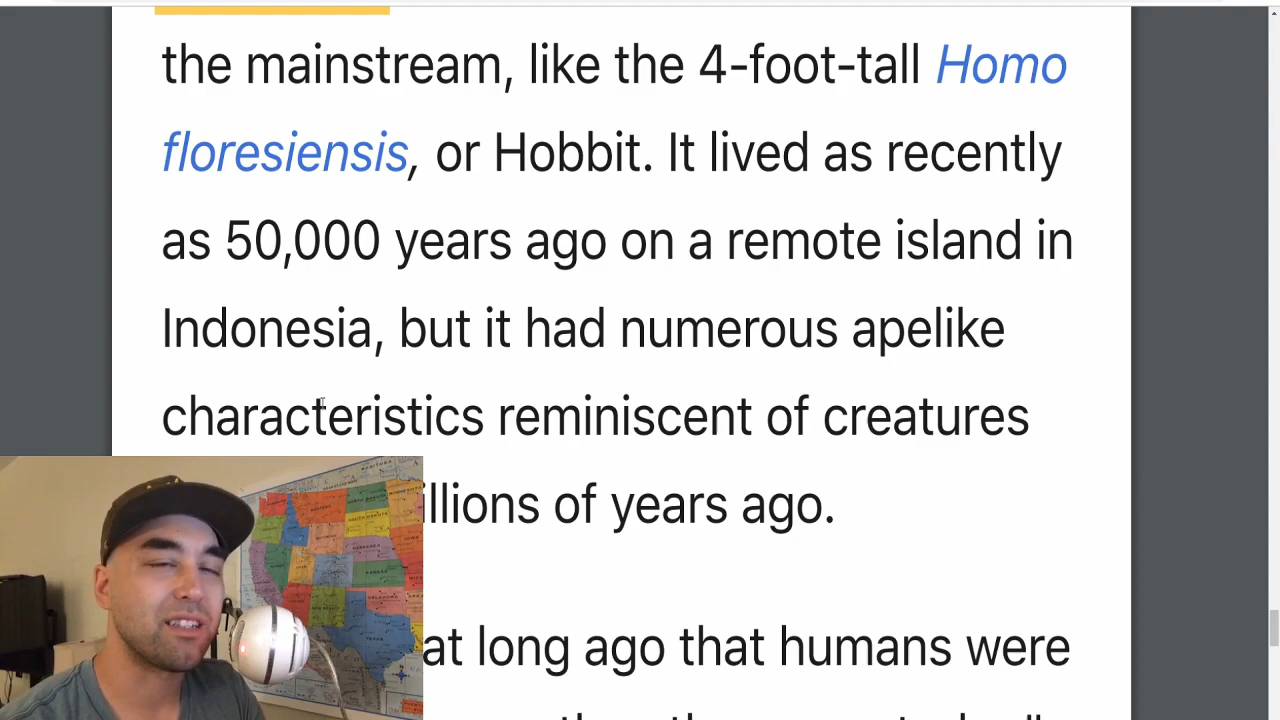 the mainstream, like the 4-foot-tall Homo
floresiensis, or Hobbit. It lived as recently
as 50,000 years ago on a remote island in
Indonesia, but it had numerous apelike
characteristics reminiscent of creatures
illions of years ago.
at long ago that humans were
MANITOBA
TEXAS